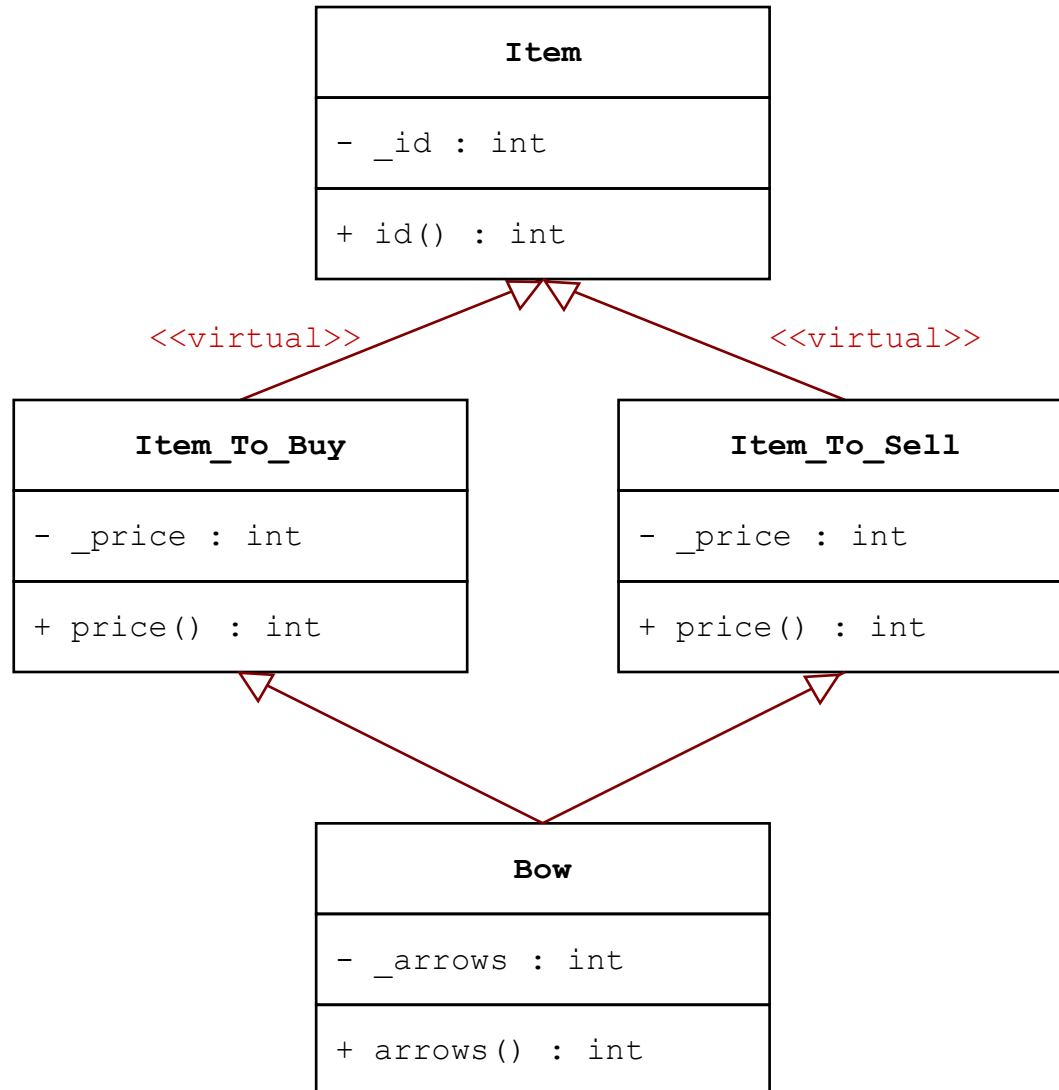 Item
- _id : int
+ id() : int
<<virtual>>
<<virtual>>
Item_To_Buy
- _price : int
+ price() : int
Item_To_Sell
- _price : int
+ price() : int
Bow
- _arrows : int
+ arrows() : int